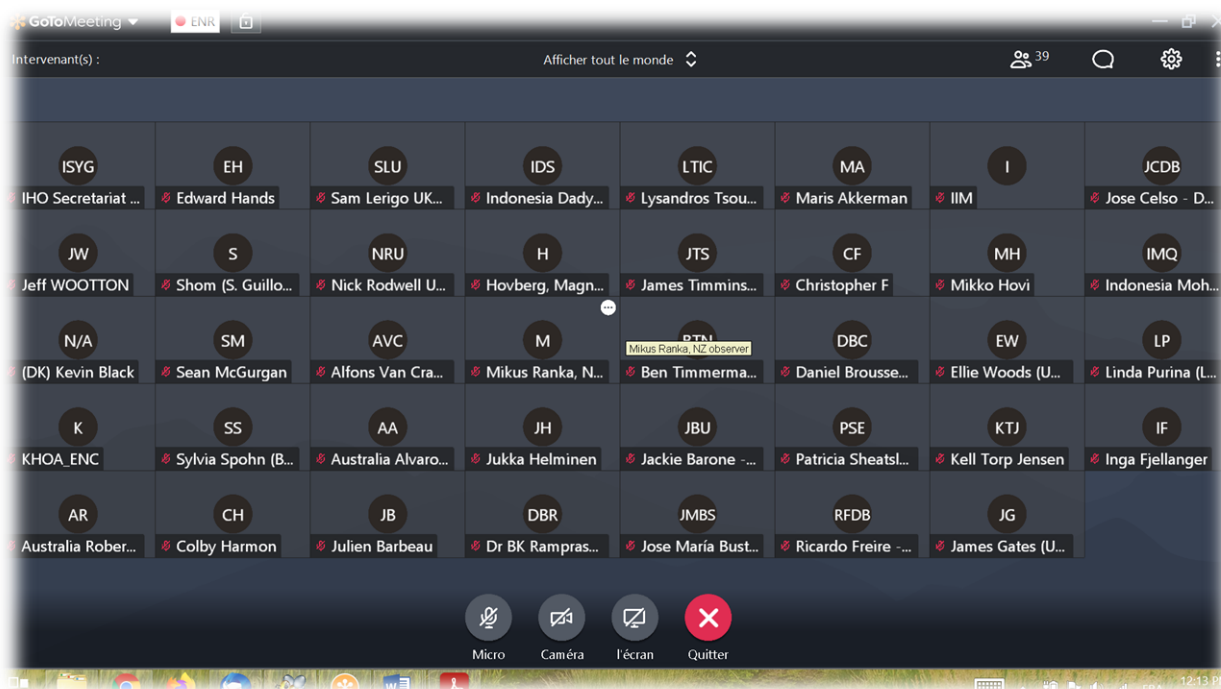 GoToMeeting ENR
Intervenant(s) : Afficher tout le monde 39
ISYG EH SLU IDS LTIC MA I JCDB
IHO Secretariat ... Edward Hands Sam Lerigo UK... Indonesia Dady... Lysandros Tsou... Maris Akkerman IIM Jose Celso - D...
JW S NRU H JTS CF MH IMQ
Jeff WOOTTON Shom (S. Guillo... Nick Rodwell U... Hovberg, Magn... James Timmins... Christopher F Mikko Hovi Indonesia Moh...
N/A SM AVC M BTN DBC EW LP
Mikus Ranka, NZ observer
(DK) Kevin Black Sean McGurgan Alfons Van Cra... Mikus Ranka, N... Ben Timmerma... Daniel Brousse... Ellie Woods (U... Linda Purina (L...
K SS AA JH JBU PSE KTJ IF
KHOA_ENC Sylvia Spohn (B... Australia Alvaro... Jukka Helminen Jackie Barone -... Patricia Sheatsl... Kell Torp Jensen Inga Fjellanger
AR CH JB DBR JMBS RFDB JG
Australia Rober... Colby Harmon Julien Barbeau Dr BK Rampras... Jose María Bust... Ricardo Freire -... James Gates (U...
Micro Caméra l'écran Quitter
12:13 P